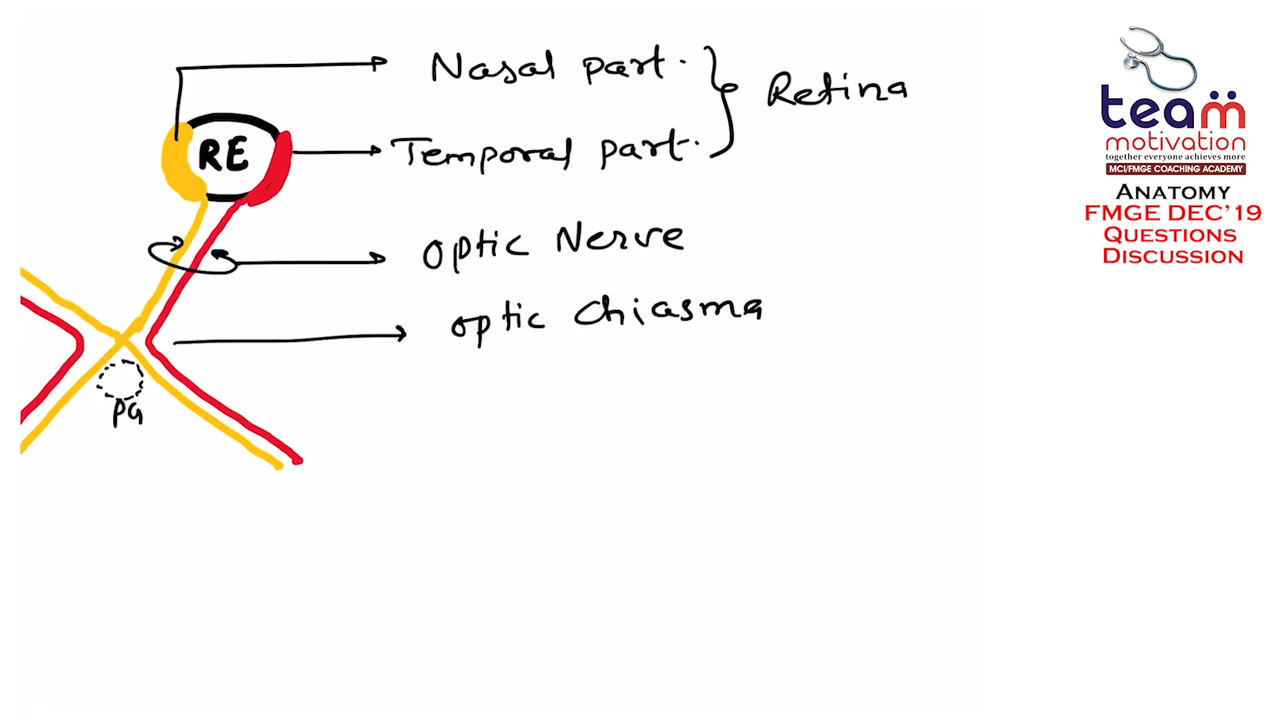 Nasal part.
Temporal part.
Retina
RE
Optic Nerve
Optic Chiasma
PG
team
motivation
together everyone achieves more
MCI/FMGE COACHING ACADEMY
ANATOMY
FMGE DEC'19
QUESTIONS
DISCUSSION